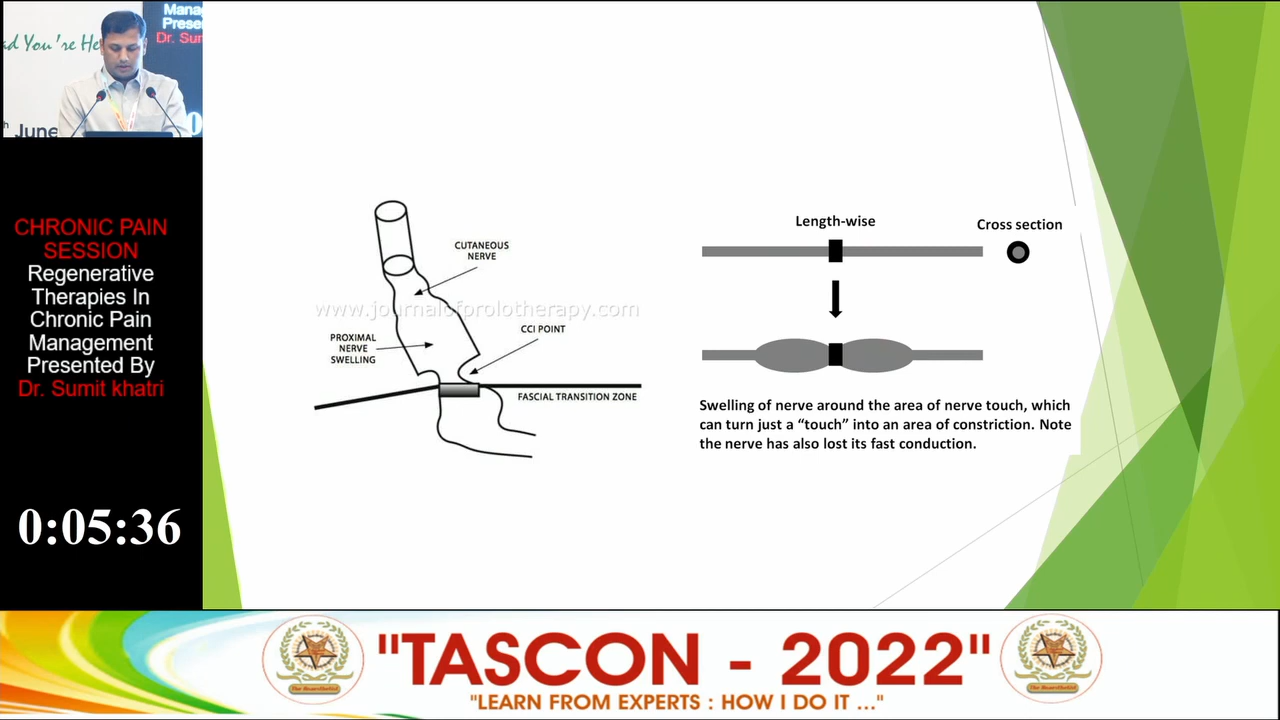 ad You're He
Mana
Prese
Dr. Sum
June
CHRONIC PAIN
SESSION
Regenerative
Therapies In
Chronic Pain
Management
Presented By
Dr. Sumit khatri
0:05:36
CUTANEOUS
NERVE
www.journalofprolotherapy.com
CCI POINT
PROXIMAL
NERVE
SWELLING
FASCIAL TRANSITION ZONE
Length-wise
Cross section
Swelling of nerve around the area of nerve touch, which
can turn just a “touch” into an area of constriction. Note
the nerve has also lost its fast conduction.
"TASCON - 2022"
"LEARN FROM EXPERTS : HOW I DO IT ..."